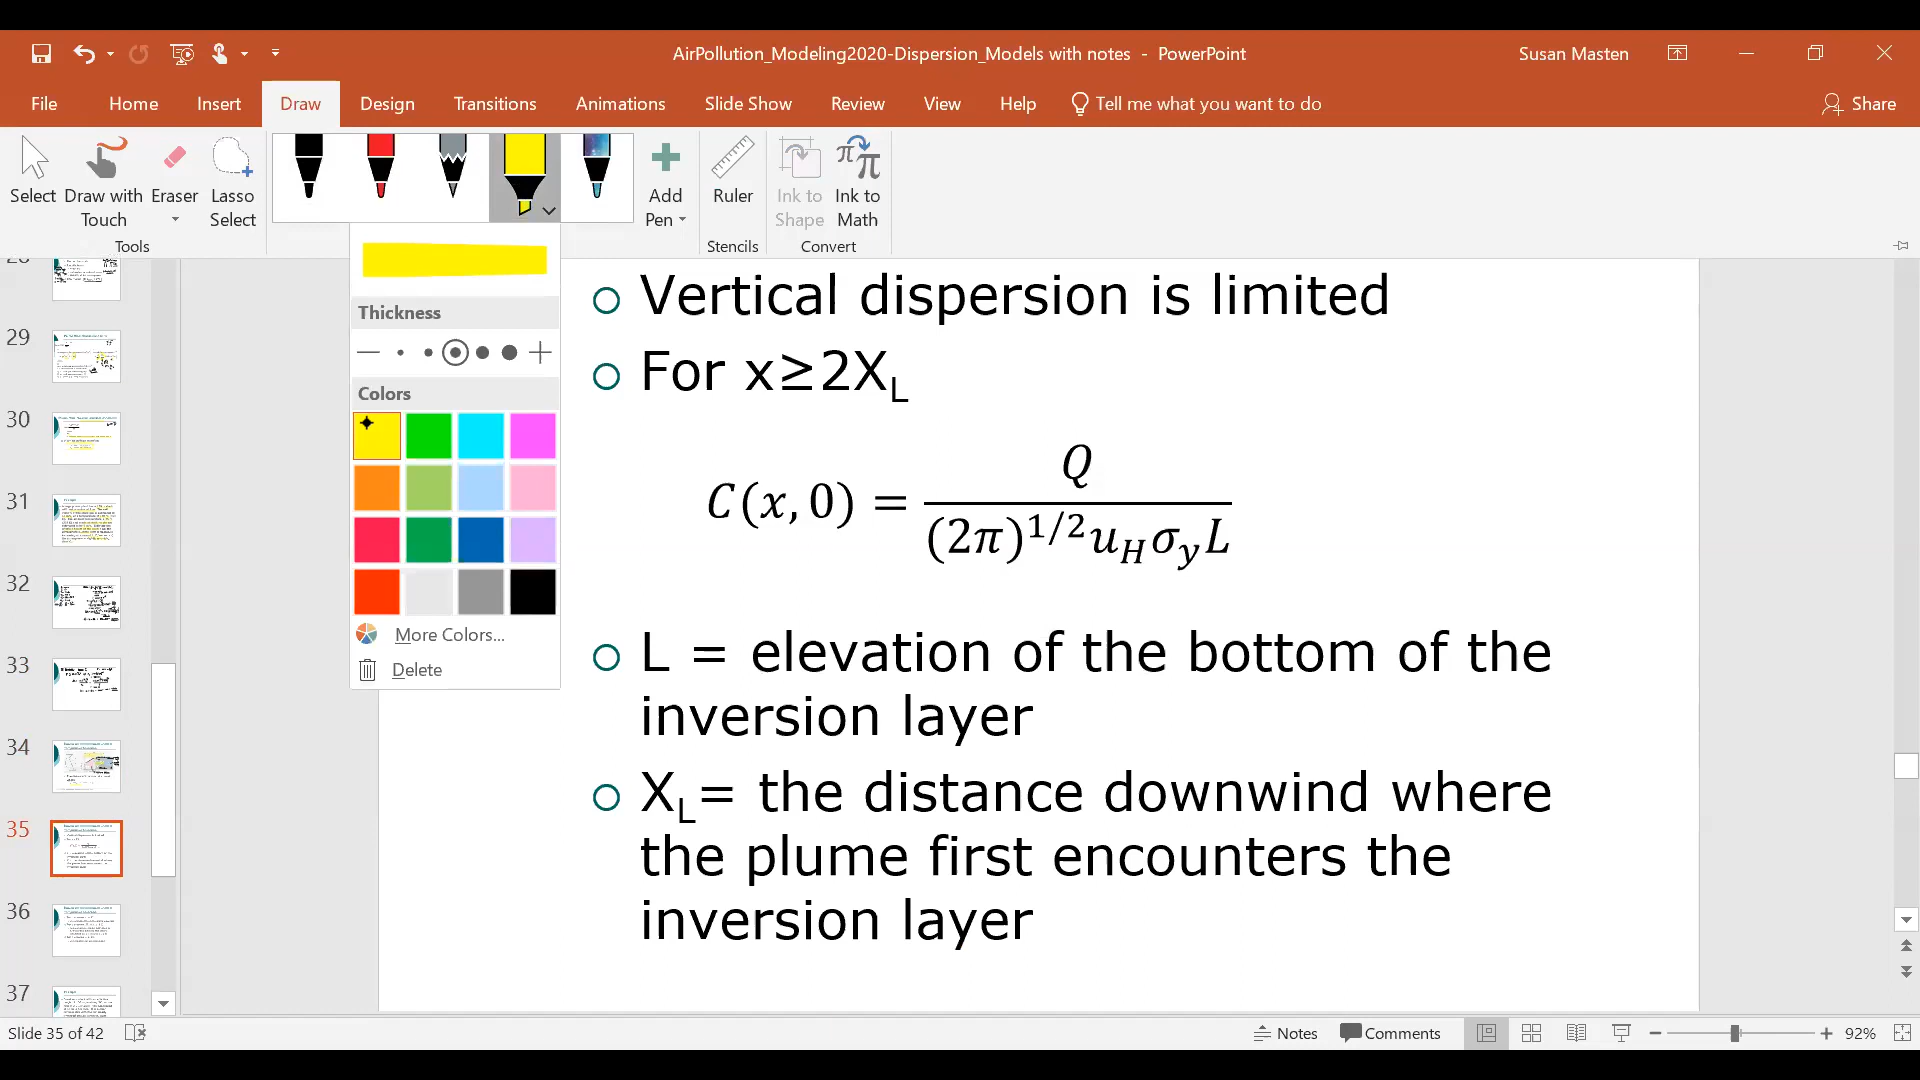 AirPollution_Modeling2020-Dispersion_Models with notes - PowerPoint
Susan Masten
File Home Insert Draw Design Transitions Animations Slide Show Review View Help Tell me what you want to do Share
Select
Draw with
Touch
Eraser
Lasso
Select
Tools
Add
Pen
Ruler
Stencils
Ink to
Shape
Ink to
Math
Convert
Thickness
Colors
More Colors...
Delete
29
30
31
32
33
34
35
36
37
Vertical dispersion is limited
For x≥2X_L
C(x, 0) = Q / ((2π)^{1/2} u_H σ_y L)
L = elevation of the bottom of the
inversion layer
X_L= the distance downwind where
the plume first encounters the
inversion layer
Slide 35 of 42
Notes
Comments
92%